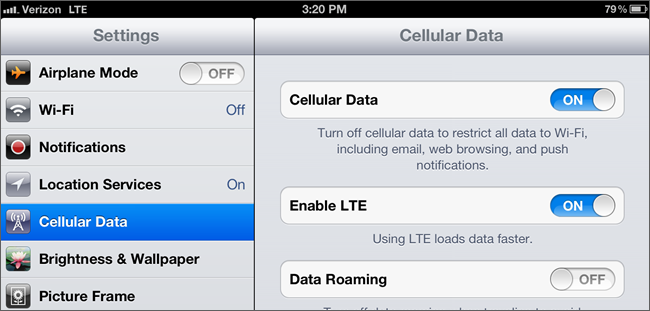 Verizon LTE 3:20 PM 79 %
Settings
Cellular Data
Airplane Mode OFF
Wi-Fi Off
Notifications
Location Services On
Cellular Data
Brightness & Wallpaper
Picture Frame
Cellular Data ON
Turn off cellular data to restrict all data to Wi-Fi,
including email, web browsing, and push
notifications.
Enable LTE ON
Using LTE loads data faster.
Data Roaming OFF